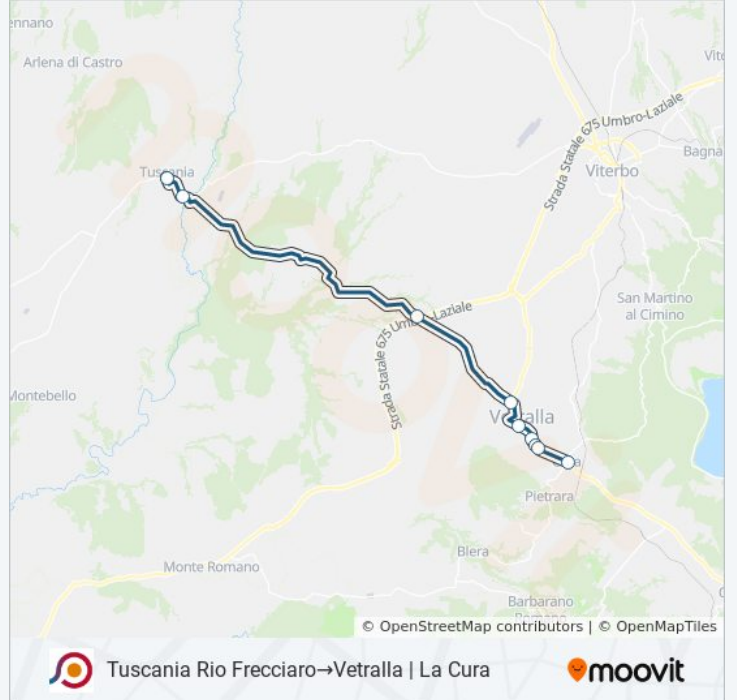 ennano
Arlena di Castro
Vit
Strada Statale 675 Umbro-Laziale
Bagna
Tuscania
Viterbo
San Martino
al Cimino
Strada Statale 675 Umbro-Laziale
Montebello
Vetralla
Pietrara
Blera
Monte Romano
Barbarano
© OpenStreetMap contributors | © OpenMapTiles
Tuscania Rio Frecciaro→Vetralla | La Cura
moovit